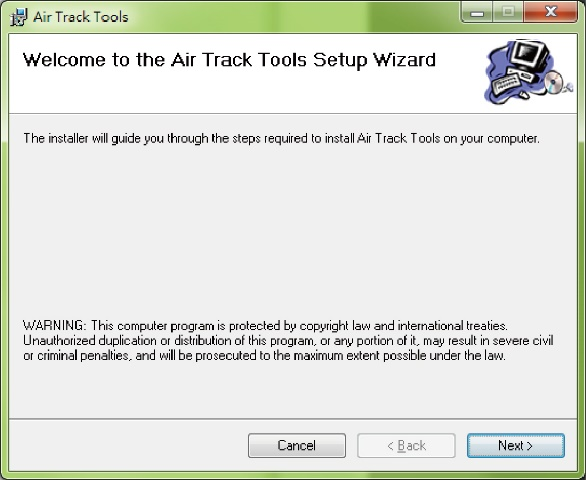 Air Track Tools
Welcome to the Air Track Tools Setup Wizard
The installer will guide you through the steps required to install Air Track Tools on your computer.
WARNING: This computer program is protected by copyright law and international treaties.
Unauthorized duplication or distribution of this program, or any portion of it, may result in severe civil
or criminal penalties, and will be prosecuted to the maximum extent possible under the law.
Cancel
< Back
Next >